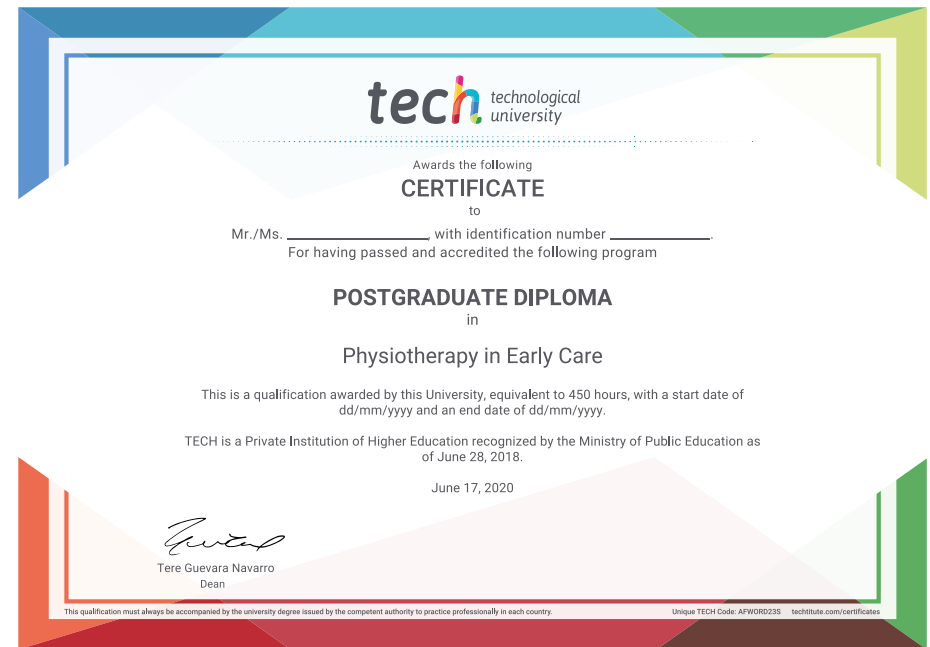 tech technological
university
Awards the following
CERTIFICATE
to
Mr./Ms. ____________________, with identification number ______________.
For having passed and accredited the following program
POSTGRADUATE DIPLOMA
in
Physiotherapy in Early Care
This is a qualification awarded by this University, equivalent to 450 hours, with a start date of
dd/mm/yyyy and an end date of dd/mm/yyyy.
TECH is a Private Institution of Higher Education recognized by the Ministry of Public Education as
of June 28, 2018.
June 17, 2020
Tere Guevara Navarro
Dean
This qualification must always be accompanied by the university degree issued by the competent authority to practice professionally in each country. Unique TECH Code: AFWORD23S techtitute.com/certificates